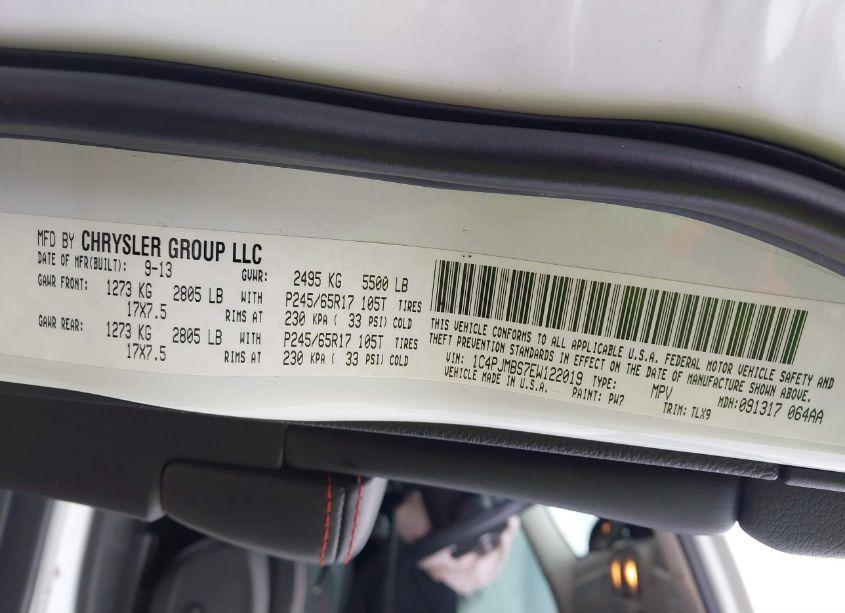 MFD BY CHRYSLER GROUP LLC
DATE OF MFR(BUILT): 9-13 GVWR: 2495 KG 5500 LB
GAWR FRONT: 1273 KG 2805 LB WITH P245/65R17 105T TIRES
17X7.5 RIMS AT 230 KPA ( 33 PSI) COLD
GAWR REAR: 1273 KG 2805 LB WITH P245/65R17 105T TIRES
17X7.5 RIMS AT 230 KPA ( 33 PSI) COLD
THIS VEHICLE CONFORMS TO ALL APPLICABLE U.S.A. FEDERAL MOTOR VEHICLE SAFETY AND
THEFT PREVENTION STANDARDS IN EFFECT ON THE DATE OF MANUFACTURE SHOWN ABOVE.
VIN: 1C4PJMBS7EW122019 TYPE: MPV MDH:091317 064AA
VEHICLE MADE IN U.S.A. PAINT: PW7 TRIM: TLX9